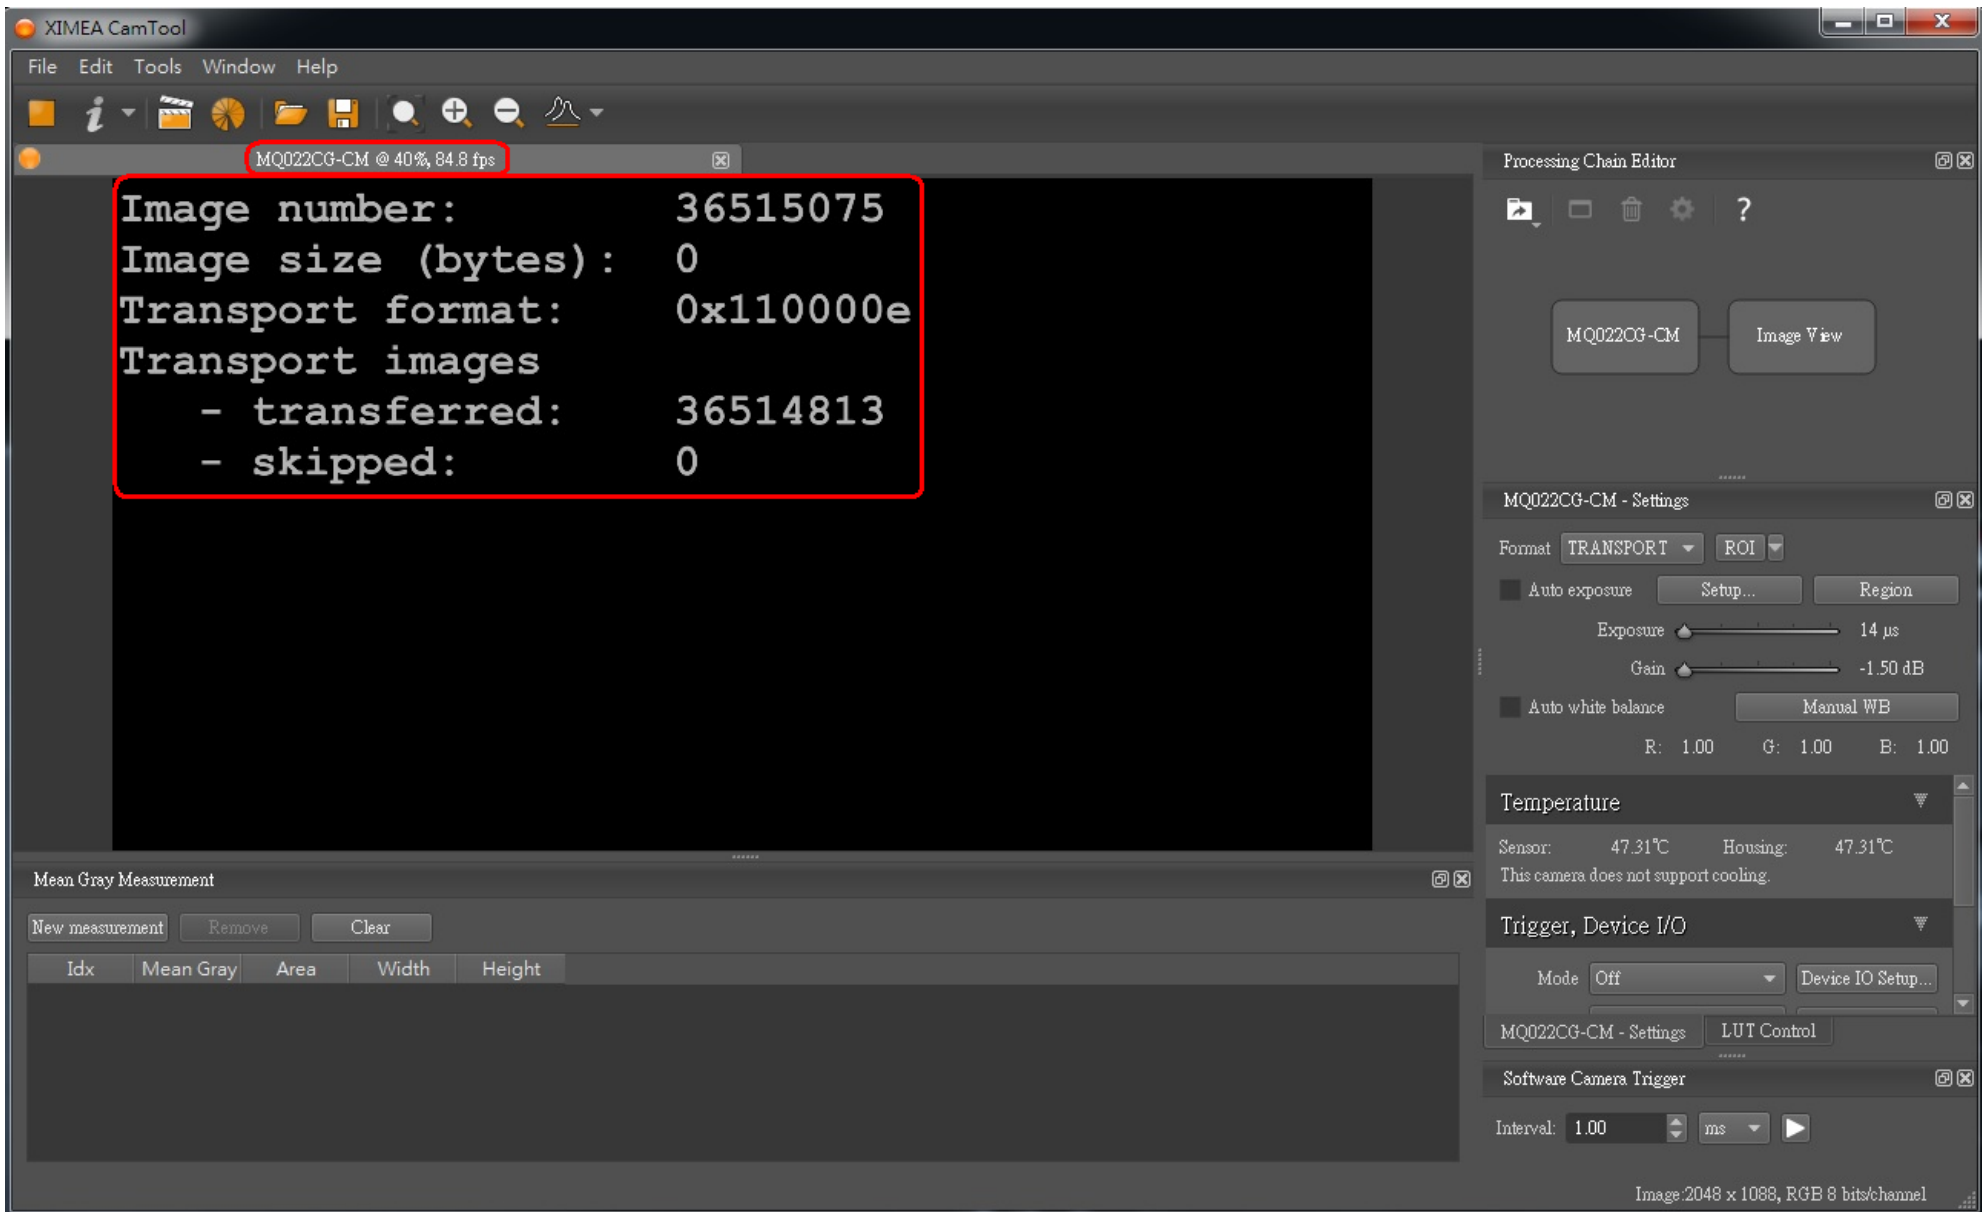 XIMEA CamTool
File Edit Tools Window Help
MQ022CG-CM @ 40%, 84.8 fps
Image number: 36515075
Image size (bytes): 0
Transport format: 0x110000e
Transport images
- transferred: 36514813
- skipped: 0
Mean Gray Measurement
New measurement Remove Clear
Idx Mean Gray Area Width Height
Processing Chain Editor
?
MQ022CG-CM Image View
MQ022CG-CM - Settings
Format TRANSPORT ROI
Auto exposure Setup... Region
Exposure 14 µs
Gain -1.50 dB
Auto white balance Manual WB
R: 1.00 G: 1.00 B: 1.00
Temperature
Sensor: 47.31℃ Housing: 47.31℃
This camera does not support cooling.
Trigger, Device I/O
Mode Off Device IO Setup...
MQ022CG-CM - Settings LUT Control
Software Camera Trigger
Interval: 1.00 ms
Image:2048 x 1088, RGB 8 bits/channel